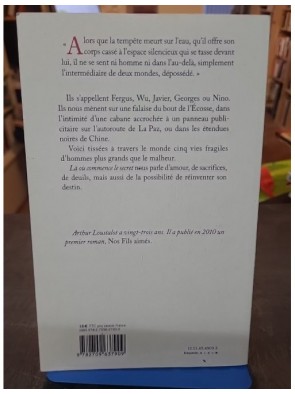 « Alors que la tempête meurt sur l'eau, qu'il offre son
corps cassé à l'espace silencieux qui se tasse devant
lui, il ne se sent ni homme ni dans l'au-delà, simplement
l'intermédiaire de deux mondes, dépossédé. »
Ils s'appellent Fergus, Wu, Javier, Georges ou Nino.
Ils nous mènent sur une falaise du bout de l'Écosse, dans
l'intimité d'une cabane accrochée à un panneau publi-
citaire sur l'autoroute de La Paz, ou dans les étendues
noires de Chine.
Voici tissées à travers le monde cinq vies fragiles
d'hommes plus grands que le malheur.
Là où commence le secret nous parle d'amour, de sacrifices,
de deuils, mais aussi de la possibilité de réinventer son
destin.
Arthur Loustalot a vingt-trois ans. Il a publié en 2010 un
premier roman, Nos Fils aimés.